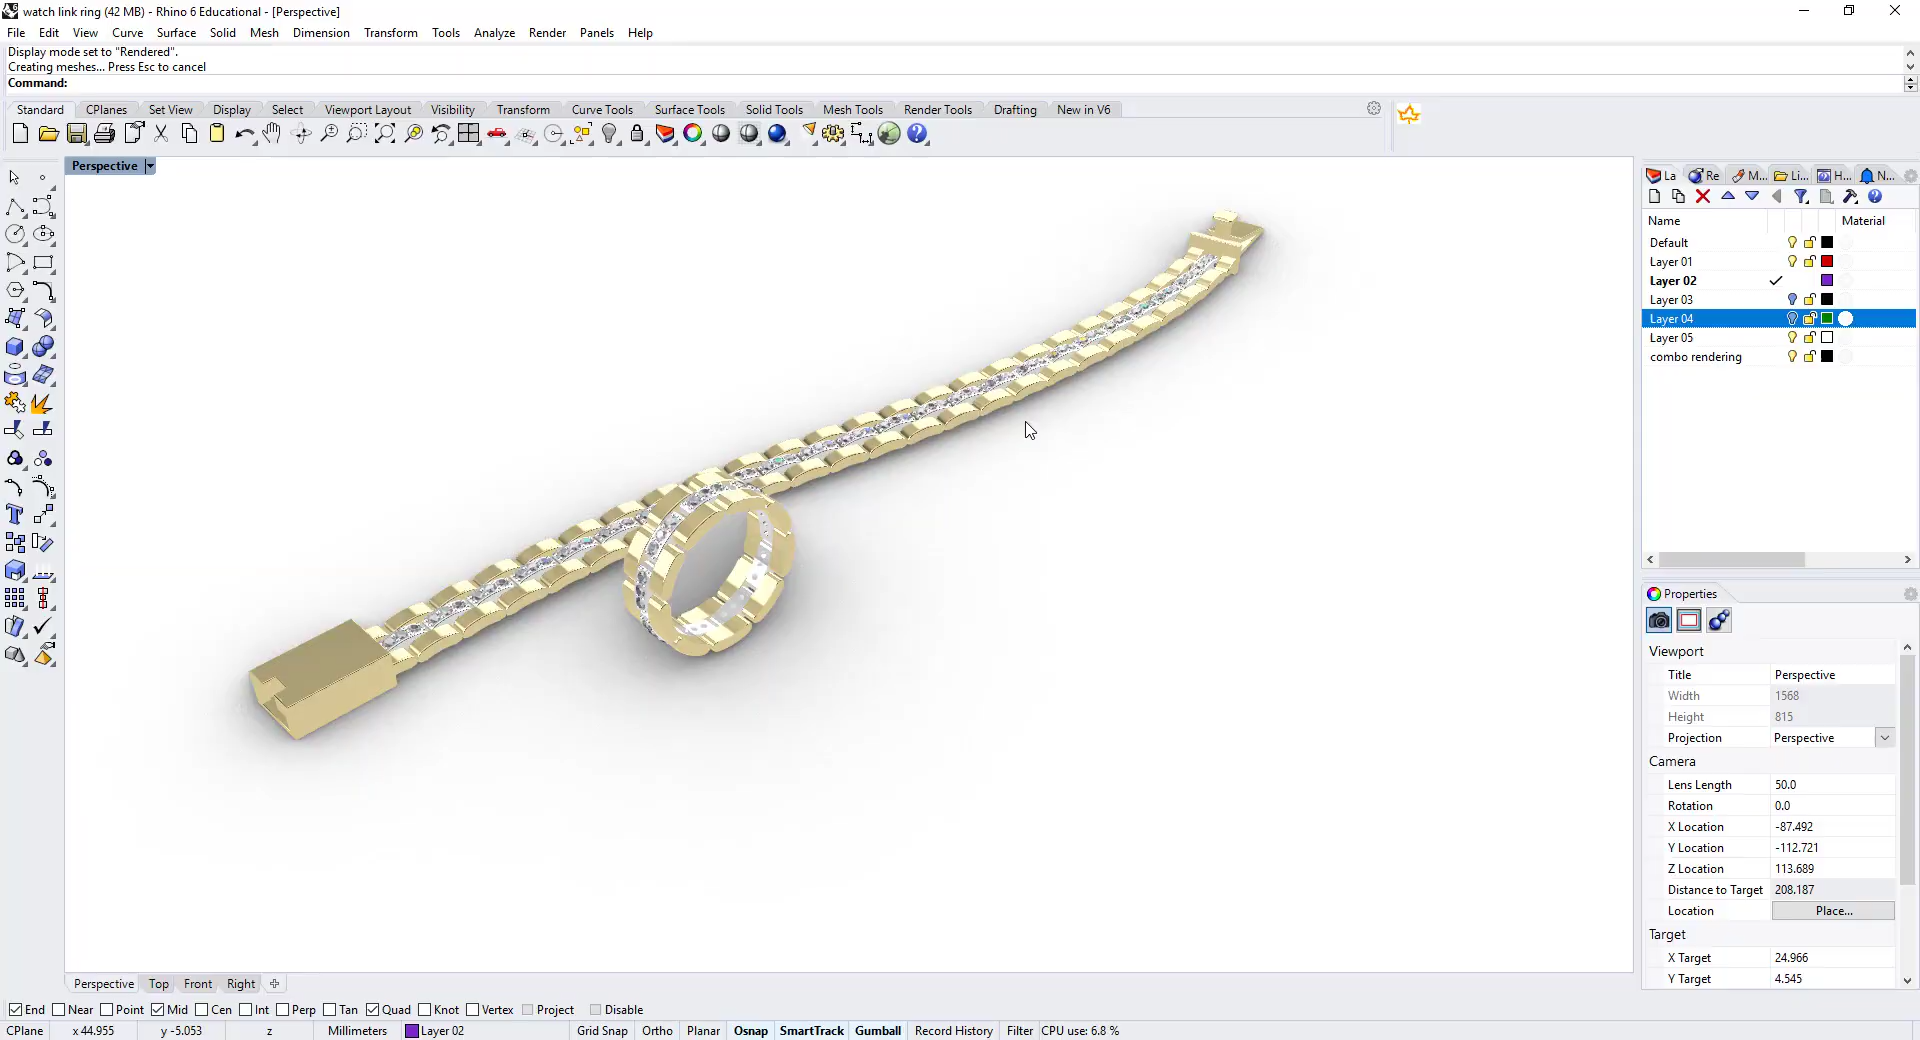 watch link ring (42 MB) - Rhino 6 Educational - [Perspective]
File Edit View Curve Surface Solid Mesh Dimension Transform Tools Analyze Render Panels Help
Display mode set to "Rendered".
Creating meshes... Press Esc to cancel
Command:
Standard CPlanes Set View Display Select Viewport Layout Visibility Transform Curve Tools Surface Tools Solid Tools Mesh Tools Render Tools Drafting New in V6
Perspective
La Re M... Li... H... N...
Name Material
Default
Layer 01
Layer 02
Layer 03
Layer 04
Layer 05
combo rendering
Properties
Viewport
Title Perspective
Width 1568
Height 815
Projection Perspective
Camera
Lens Length 50.0
Rotation 0.0
X Location -87.492
Y Location -112.721
Z Location 113.689
Distance to Target 208.187
Location Place...
Target
X Target 24.966
Y Target 4.545
Perspective Top Front Right
End Near Point Mid Cen Int Perp Tan Quad Knot Vertex Project Disable
CPlane x 44.955 y -5.053 z Millimeters Layer 02 Grid Snap Ortho Planar Osnap SmartTrack Gumball Record History Filter CPU use: 6.8 %